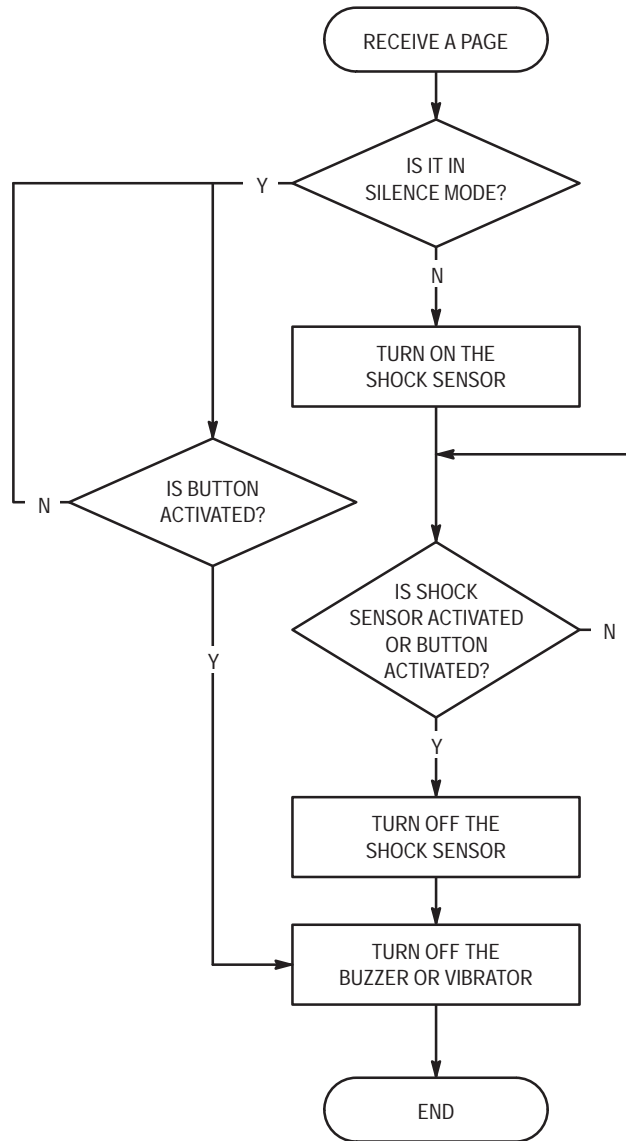 RECEIVE A PAGE
IS IT IN
SILENCE MODE?
Y
N
TURN ON THE
SHOCK SENSOR
IS BUTTON
ACTIVATED?
N
Y
IS SHOCK
SENSOR ACTIVATED
OR BUTTON
ACTIVATED?
N
Y
TURN OFF THE
SHOCK SENSOR
TURN OFF THE
BUZZER OR VIBRATOR
END